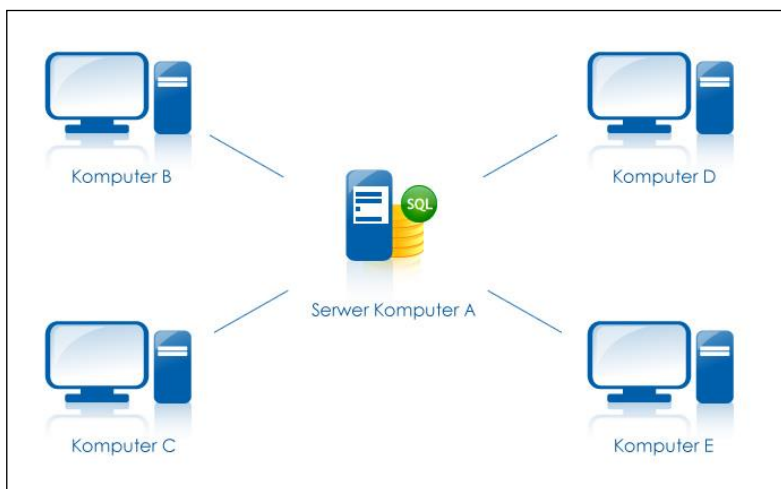 Komputer B
Komputer D
SQL
Serwer Komputer A
Komputer C
Komputer E